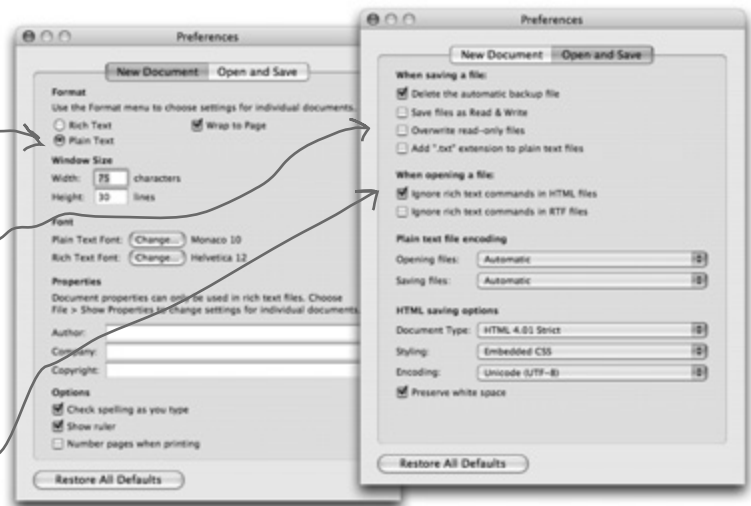 Preferences
New Document Open and Save
Format
Use the Format menu to choose settings for individual documents.
Rich Text Wrap to Page
Plain Text
Window Size
Width: 75 characters
Height: 30 lines
Font
Plain Text Font: Change... Monaco 10
Rich Text Font: Change... Helvetica 12
Properties
Document properties can only be used in rich text files. Choose
File > Show Properties to change settings for individual documents.
Author:
Company:
Copyright:
Options
Check spelling as you type
Show ruler
Number pages when printing
Restore All Defaults
Preferences
New Document Open and Save
When saving a file:
Delete the automatic backup file
Save files as Read & Write
Overwrite read-only files
Add ".txt" extension to plain text files
When opening a file:
Ignore rich text commands in HTML files
Ignore rich text commands in RTF files
Plain text file encoding
Opening files: Automatic
Saving files: Automatic
HTML saving options
Document Type: HTML 4.01 Strict
Styling: Embedded CSS
Encoding: Unicode (UTF-8)
Preserve white space
Restore All Defaults